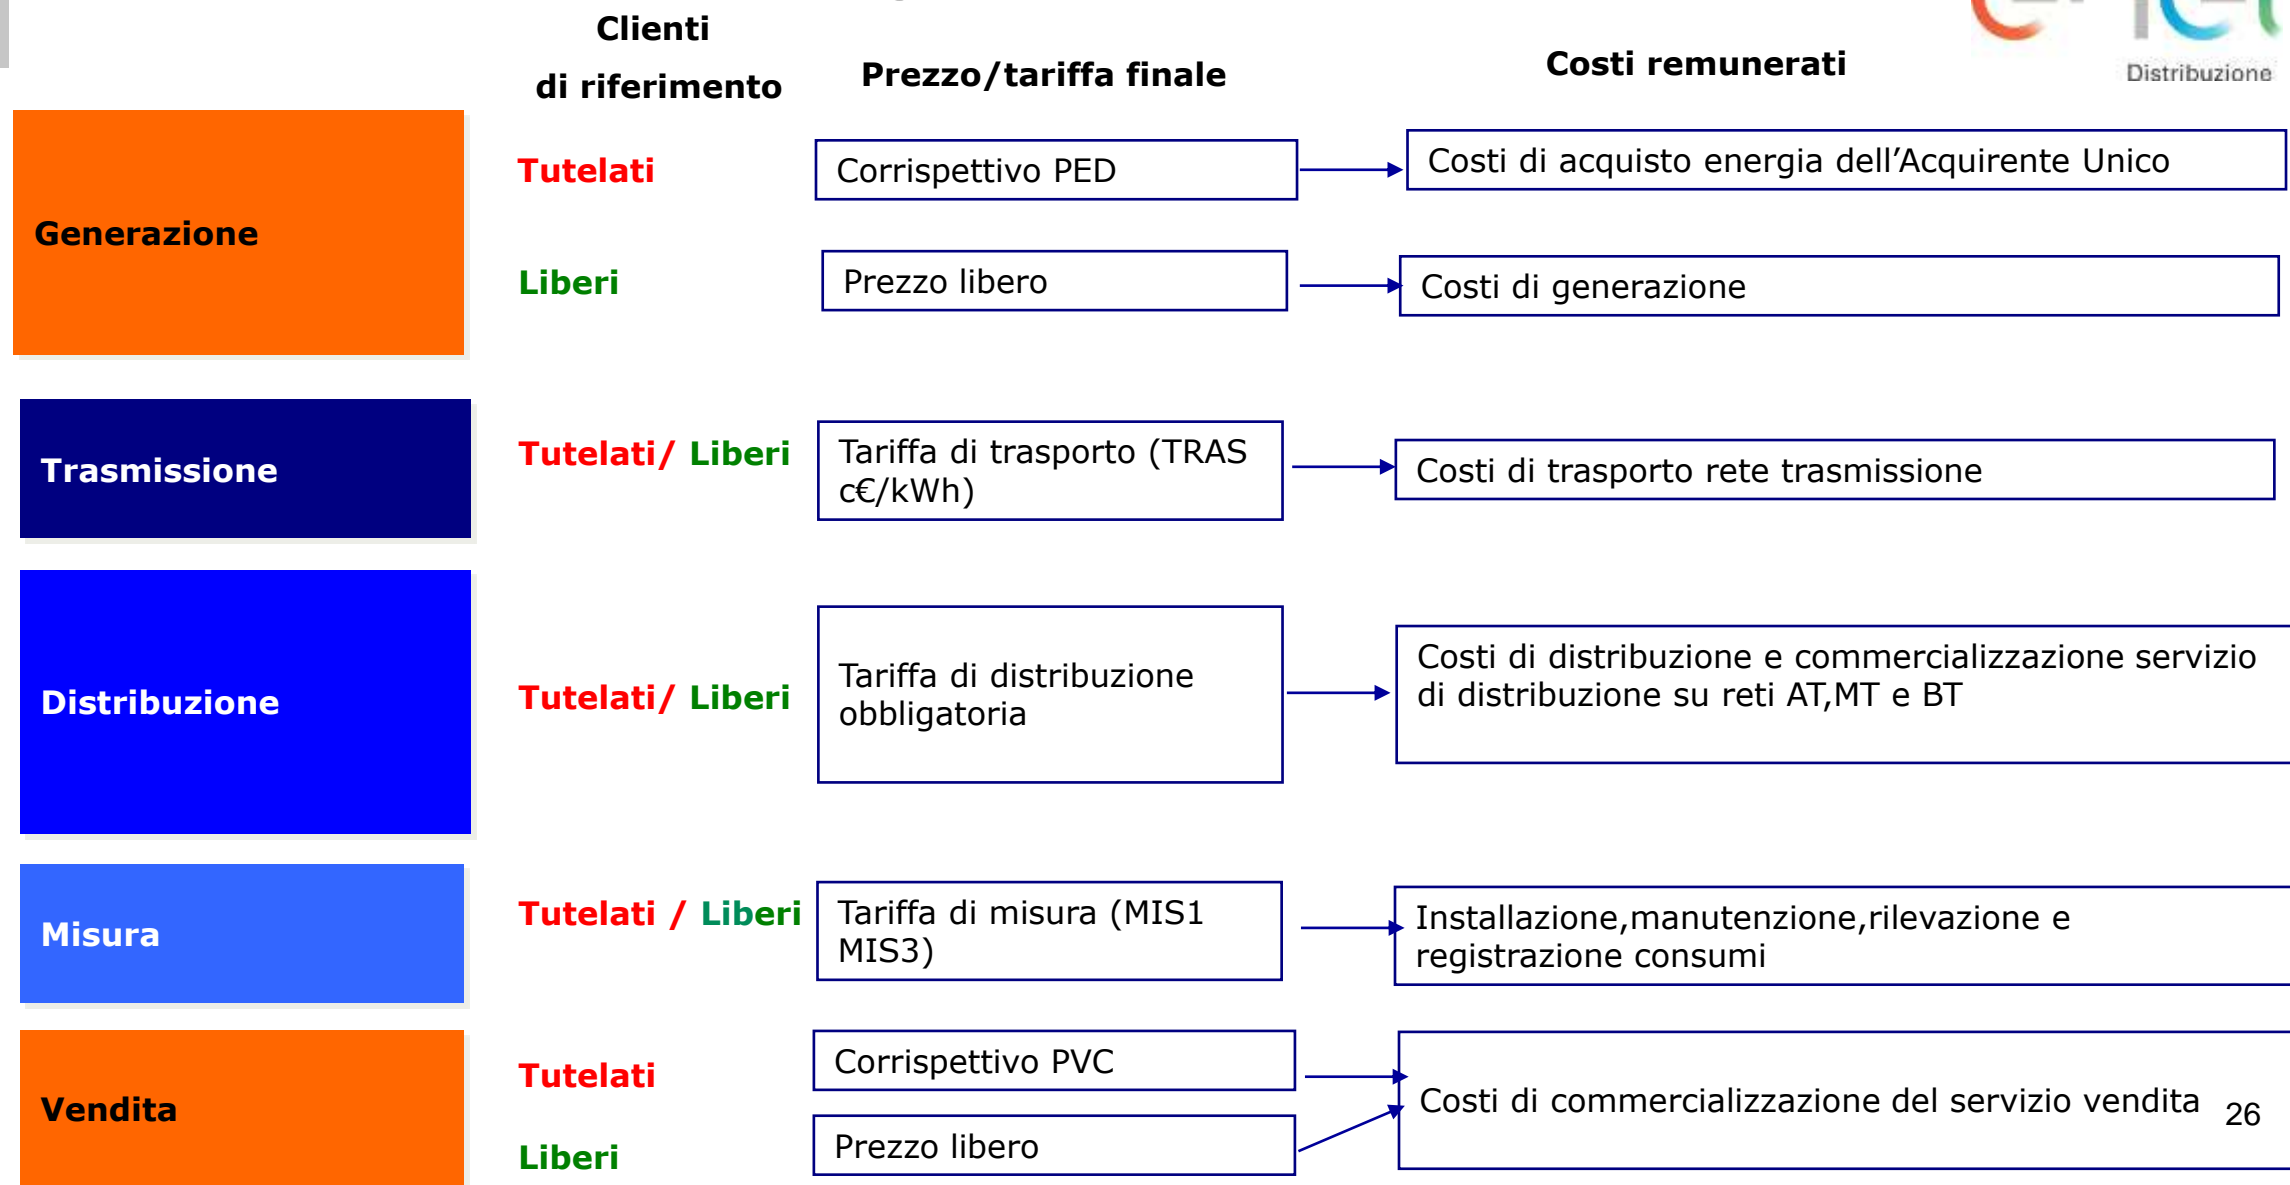 Clienti
di riferimento
Prezzo/tariffa finale
Costi remunerati
Distribuzione
Generazione
Tutelati
Corrispettivo PED
Costi di acquisto energia dell’Acquirente Unico
Liberi
Prezzo libero
Costi di generazione
Trasmissione
Tutelati/ Liberi
Tariffa di trasporto (TRAS
c€/kWh)
Costi di trasporto rete trasmissione
Distribuzione
Tutelati/ Liberi
Tariffa di distribuzione
obbligatoria
Costi di distribuzione e commercializzazione servizio
di distribuzione su reti AT,MT e BT
Misura
Tutelati / Liberi
Tariffa di misura (MIS1
MIS3)
Installazione,manutenzione,rilevazione e
registrazione consumi
Vendita
Tutelati
Corrispettivo PVC
Liberi
Prezzo libero
Costi di commercializzazione del servizio vendita
26